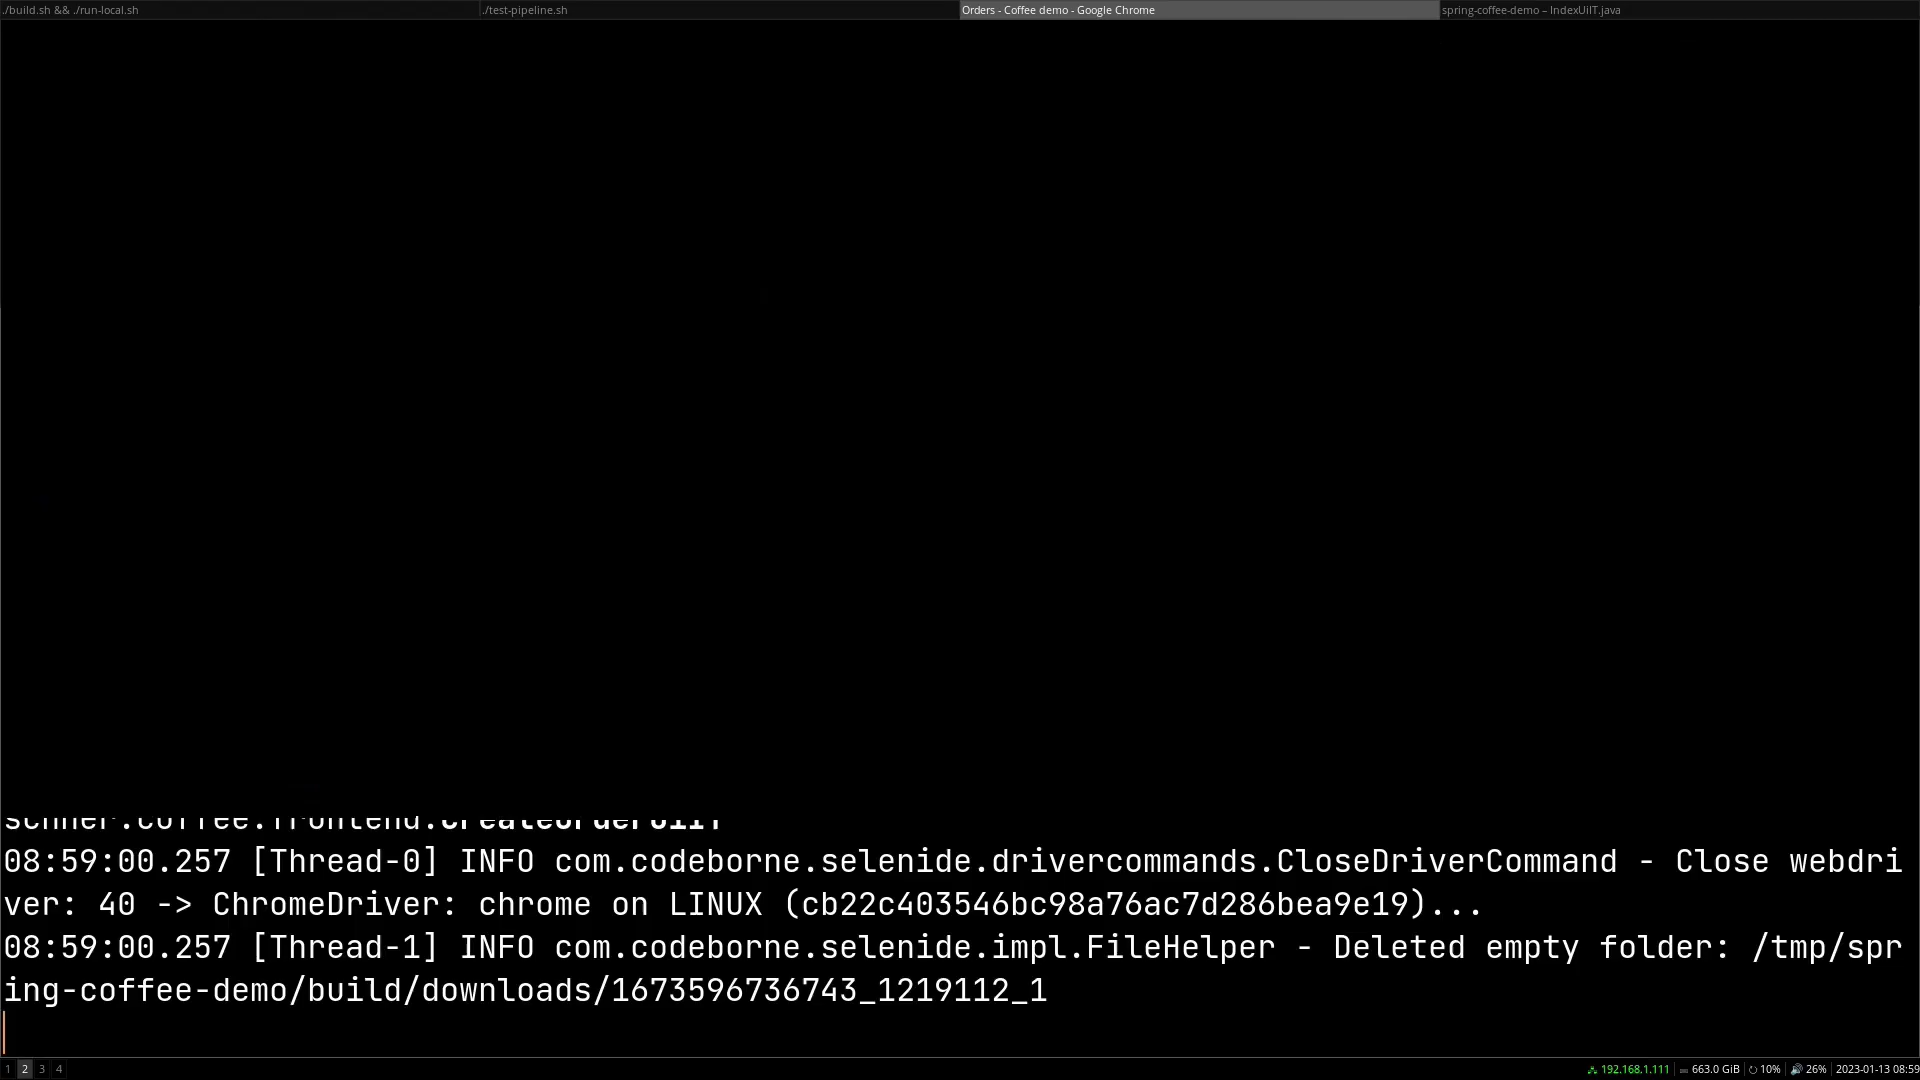 ./build.sh && ./run-local.sh
./test-pipeline.sh
Orders - Coffee demo - Google Chrome
spring-coffee-demo – IndexUiIT.java
schner.coffee.frontend.CreateOrderUiIT
08:59:00.257 [Thread-0] INFO com.codeborne.selenide.drivercommands.CloseDriverCommand - Close webdri
ver: 40 -> ChromeDriver: chrome on LINUX (cb22c403546bc98a76ac7d286bea9e19)...
08:59:00.257 [Thread-1] INFO com.codeborne.selenide.impl.FileHelper - Deleted empty folder: /tmp/spr
ing-coffee-demo/build/downloads/1673596736743_1219112_1
1 2 3 4
192.168.1.111 663.0 GiB 10% 26% 2023-01-13 08:59